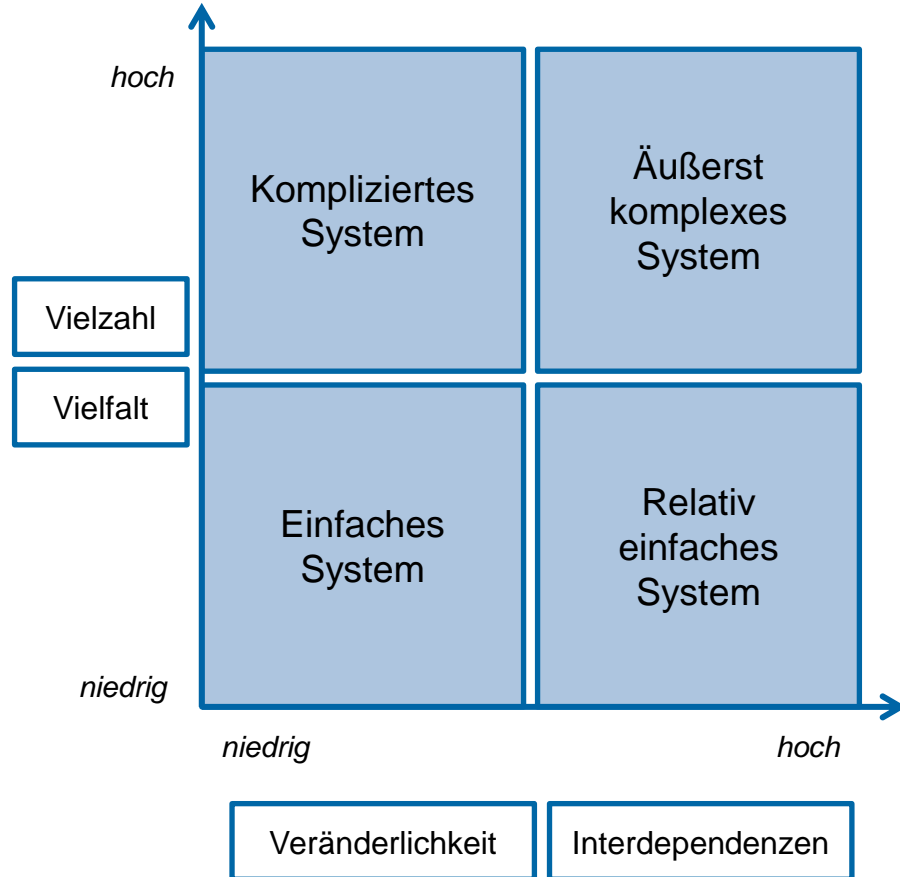 hoch
Kompliziertes
System
Äußerst
komplexes
System
Vielzahl
Vielfalt
Einfaches
System
Relativ
einfaches
System
niedrig
niedrig
hoch
Veränderlichkeit
Interdependenzen